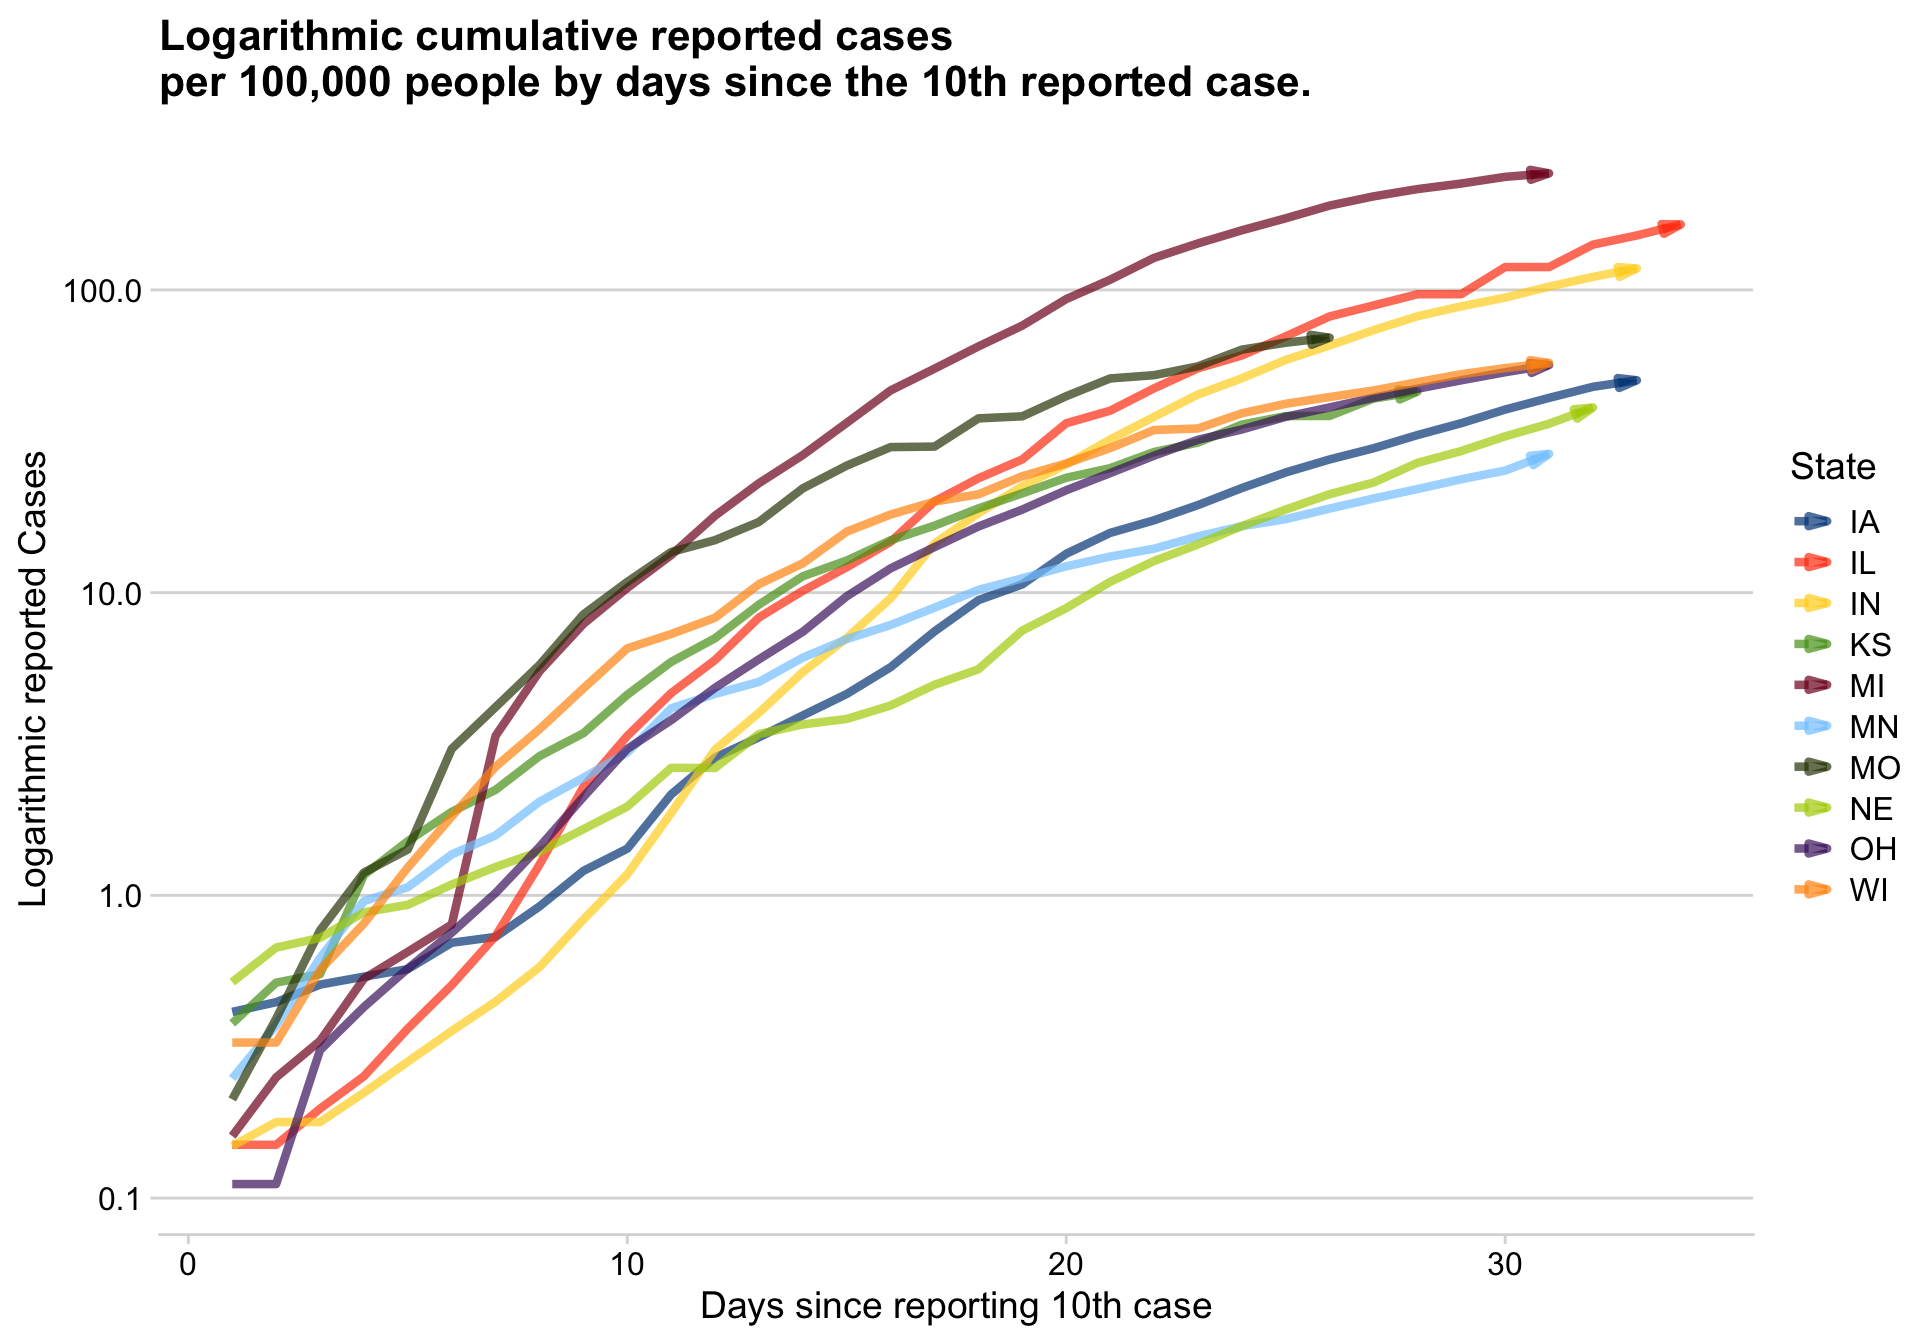 Logarithmic cumulative reported cases
per 100,000 people by days since the 10th reported case.
Logarithmic reported Cases
100.0
10.0
1.0
0.1
0
10
20
30
Days since reporting 10th case
State
IA
IL
IN
KS
MI
MN
MO
NE
OH
WI